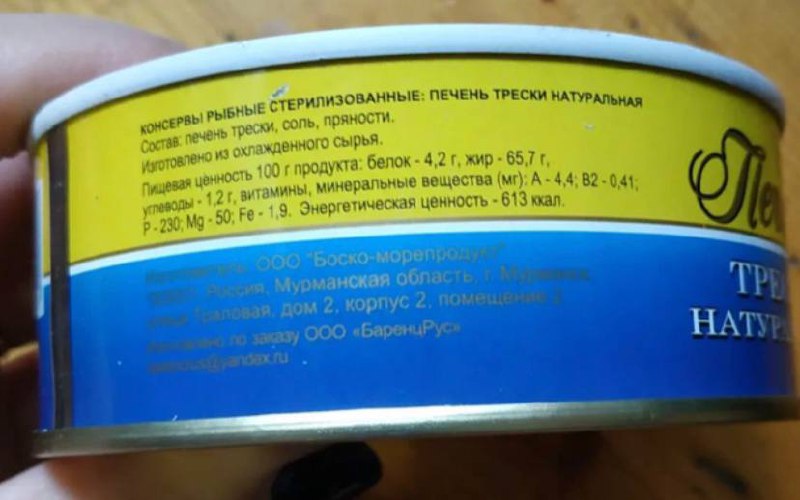 КОНСЕРВЫ РЫБНЫЕ СТЕРИЛИЗОВАННЫЕ: ПЕЧЕНЬ ТРЕСКИ НАТУРАЛЬНАЯ
Состав: печень трески, соль, пряности.
Изготовлено из охлажденного сырья.
Пищевая ценность 100 г продукта: белок - 4,2 г, жир - 65,7 г,
углеводы - 1,2 г, витамины, минеральные вещества (мг): А - 4,4; В2 - 0,41;
Р - 230; Mg - 50; Fe - 1,9. Энергетическая ценность - 613 ккал.
Изготовитель: ООО "Боско-морепродукт"
Россия, Мурманская область, г. Мурманск
Траловая, дом 2, корпус 2, помещение
по заказу ООО «БаренцРус»
Пе
ТРЕ
НАТУРА